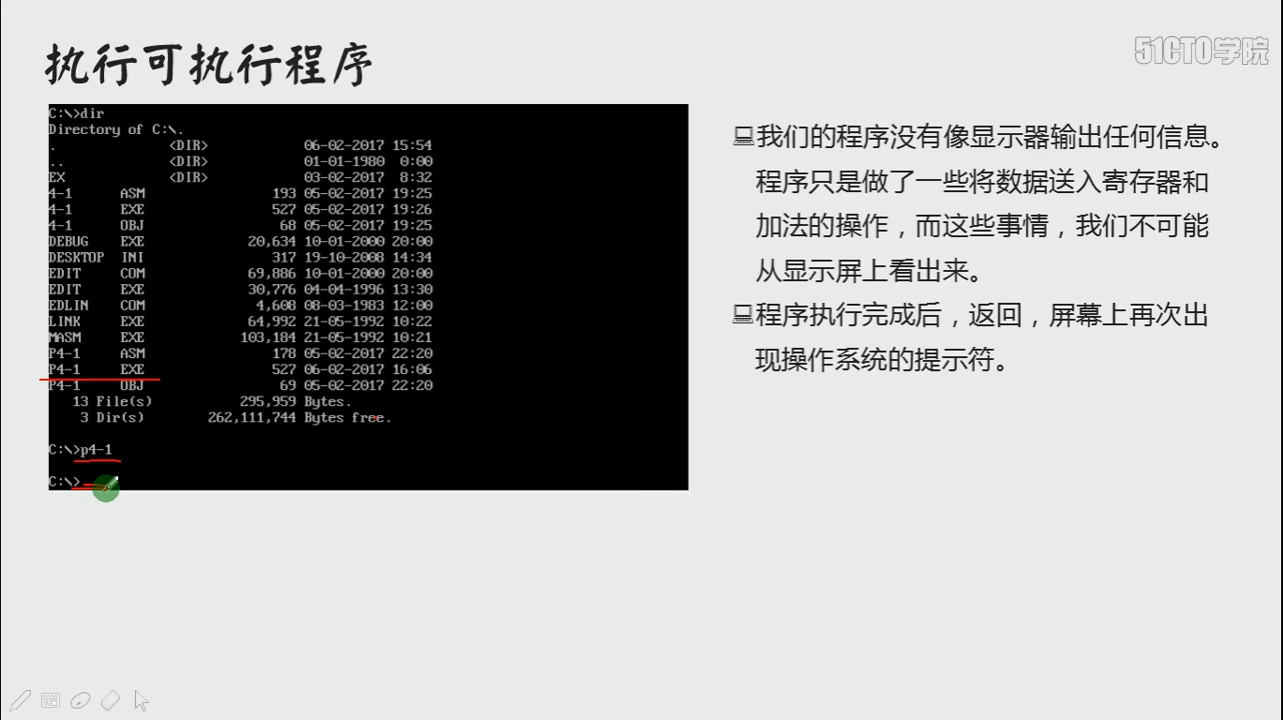 执行可执行程序
51CTO学院
C:\>dir
Directory of C:\.
. <DIR> 06-02-2017 15:54
.. <DIR> 01-01-1980 0:00
EX <DIR> 03-02-2017 8:32
4-1 ASM 193 05-02-2017 19:25
4-1 EXE 527 05-02-2017 19:26
4-1 OBJ 68 05-02-2017 19:25
DEBUG EXE 20,634 10-01-2000 20:00
DESKTOP INI 317 19-10-2008 14:34
EDIT COM 69,886 10-01-2000 20:00
EDIT EXE 30,776 04-04-1996 13:30
EDLIN COM 4,608 08-03-1983 12:00
LINK EXE 64,992 21-05-1992 10:22
MASM EXE 103,184 21-05-1992 10:21
P4-1 ASM 178 05-02-2017 22:20
P4-1 EXE 527 06-02-2017 16:06
P4-1 OBJ 69 05-02-2017 22:20
13 File(s) 295,959 Bytes.
3 Dir(s) 262,111,744 Bytes free.
C:\>p4-1
C:\>
我们的程序没有像显示器输出任何信息。
程序只是做了一些将数据送入寄存器和
加法的操作，而这些事情，我们不可能
从显示屏上看出来。
程序执行完成后，返回，屏幕上再次出
现操作系统的提示符。